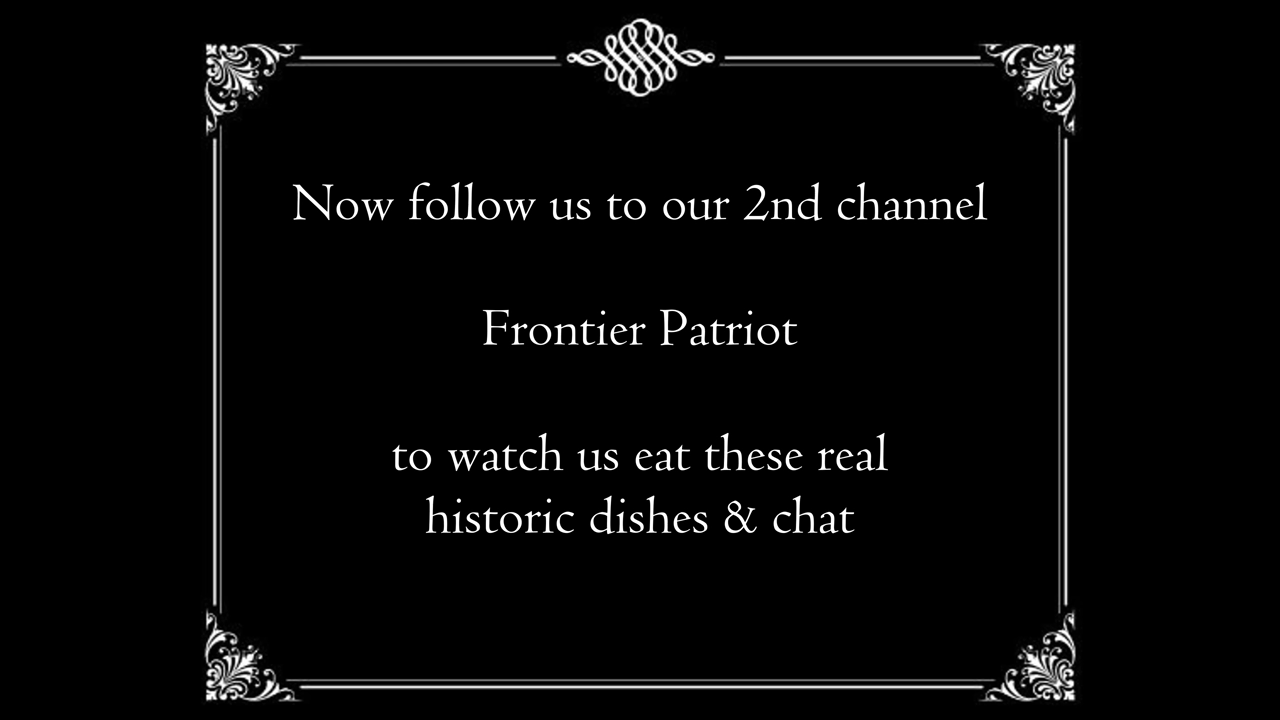 Now follow us to our 2nd channel
Frontier Patriot
to watch us eat these real
historic dishes & chat